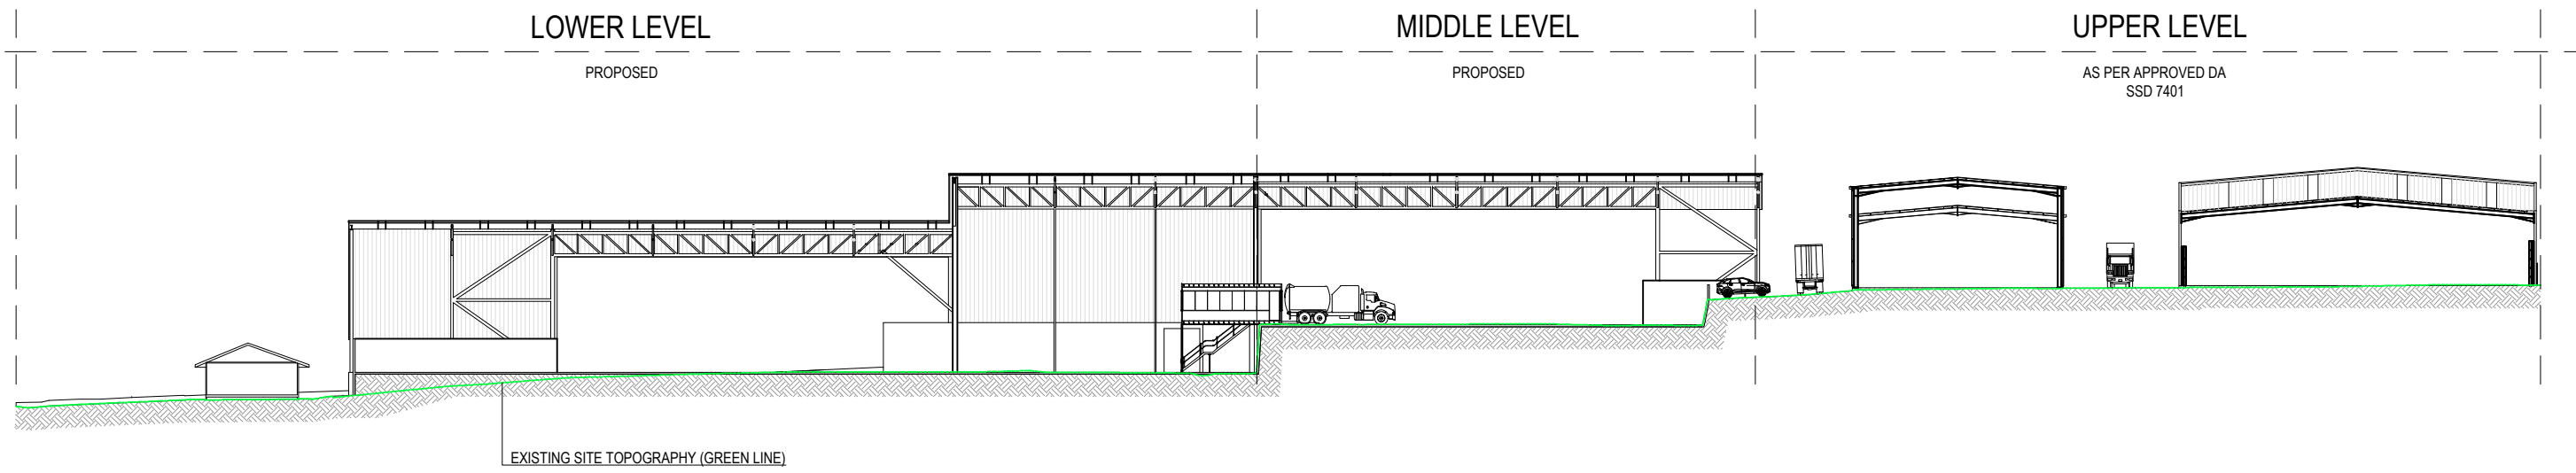 LOWER LEVEL
MIDDLE LEVEL
UPPER LEVEL
PROPOSED
PROPOSED
AS PER APPROVED DA
SSD 7401
EXISTING SITE TOPOGRAPHY (GREEN LINE)